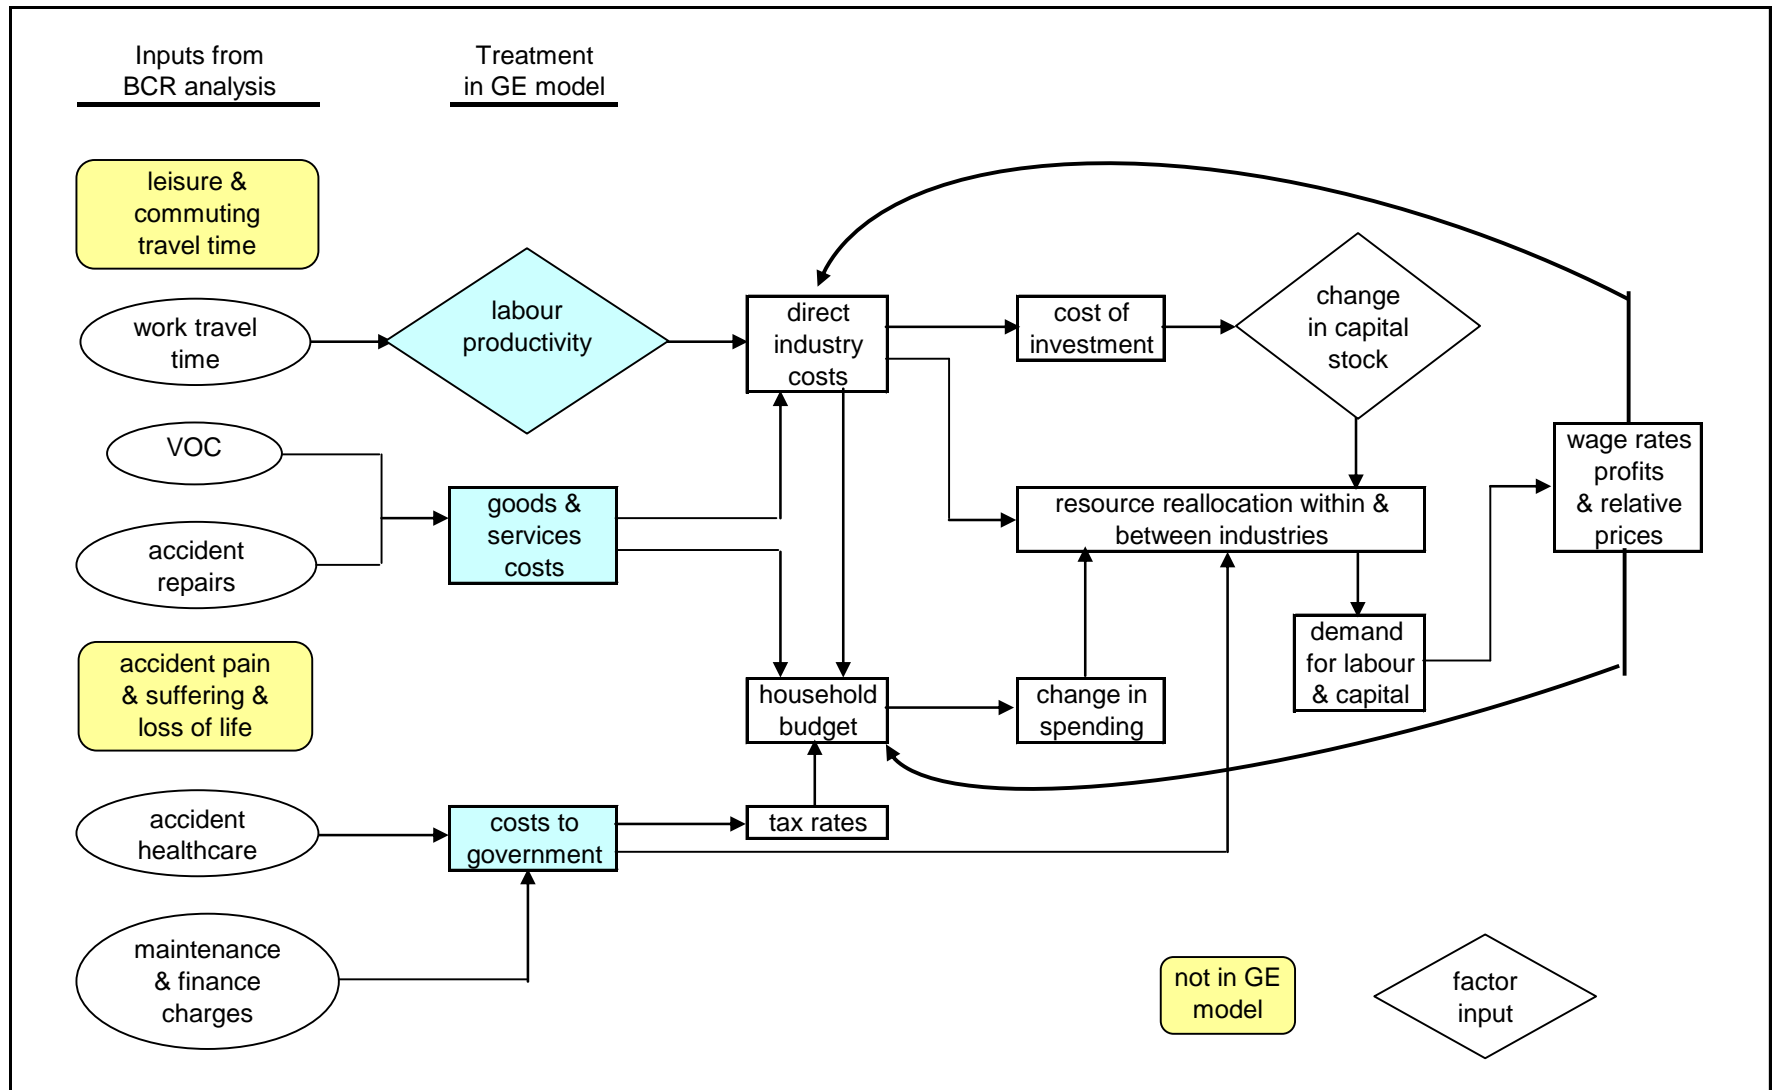 Inputs from
BCR analysis
Treatment
in GE model
leisure &
commuting
travel time
work travel
time
labour
productivity
direct
industry
costs
cost of
investment
change
in capital
stock
VOC
accident
repairs
goods &
services
costs
resource reallocation within &
between industries
wage rates
profits
& relative
prices
accident pain
& suffering &
loss of life
household
budget
change in
spending
demand
for labour
& capital
accident
healthcare
costs to
government
tax rates
maintenance
& finance
charges
not in GE
model
factor
input